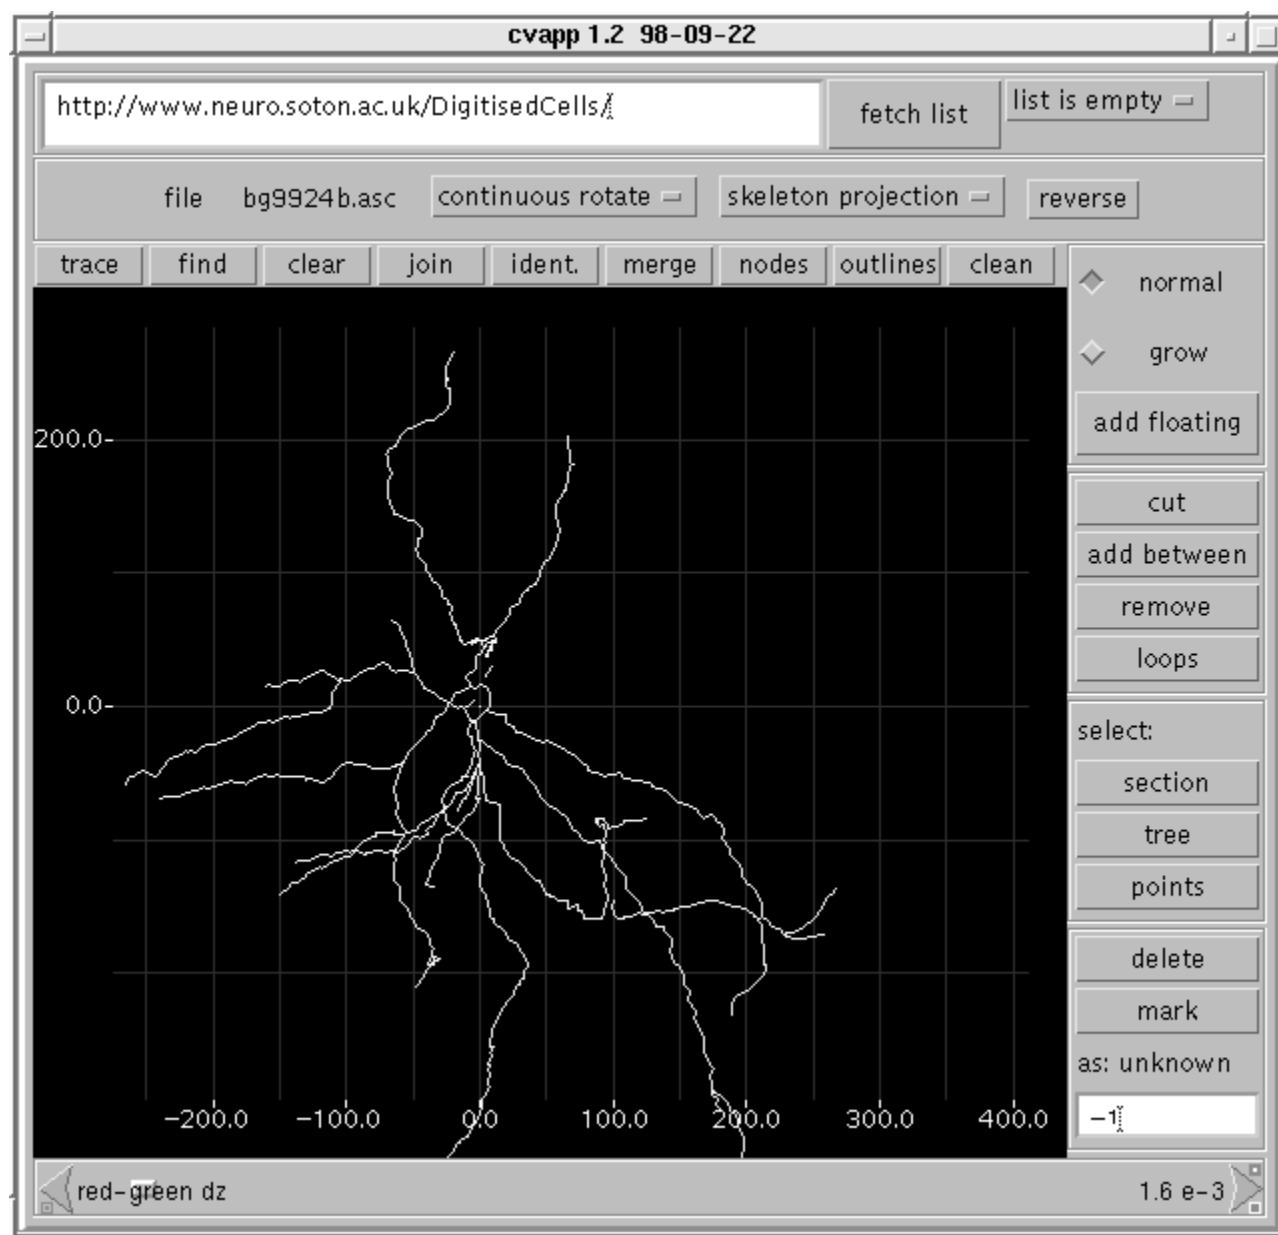 cvapp 1.2 98-09-22
http://www.neuro.soton.ac.uk/DigitisedCells/
fetch list
list is empty
file bg9924b.asc continuous rotate skeleton projection reverse
trace find clear join ident. merge nodes outlines clean
normal
grow
add floating
cut
add between
remove
loops
select:
section
tree
points
delete
mark
as: unknown
-1
200.0-
0.0-
-200.0 -100.0 0.0 100.0 200.0 300.0 400.0
red-green dz 1.6 e-3